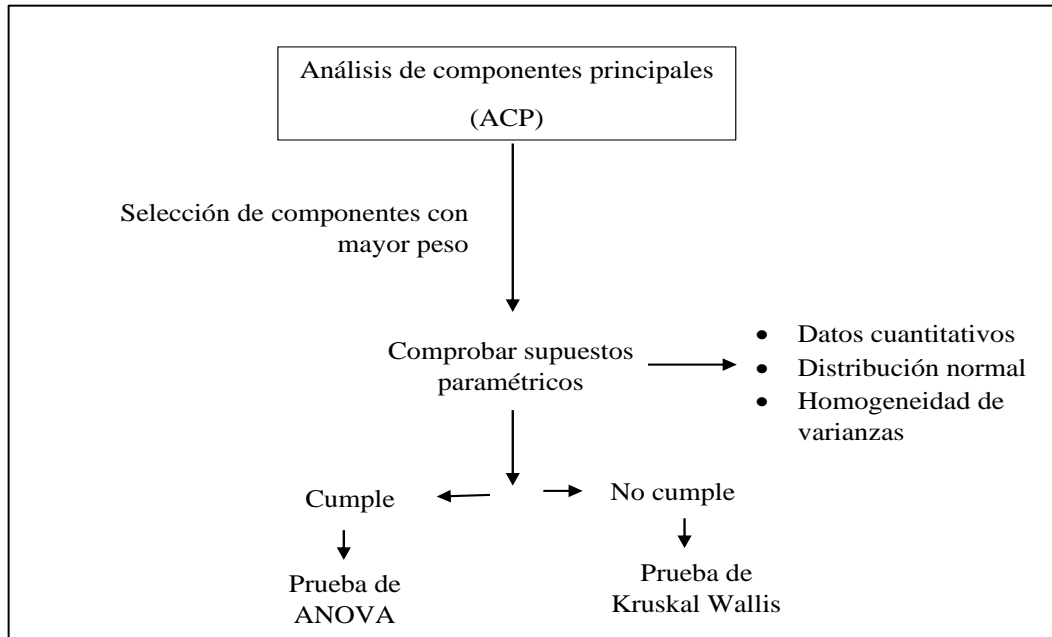 Análisis de componentes principales
(ACP)
Selección de componentes con
mayor peso
Comprobar supuestos
paramétricos
• Datos cuantitativos
• Distribución normal
• Homogeneidad de
varianzas
Cumple
No cumple
Prueba de
ANOVA
Prueba de
Kruskal Wallis